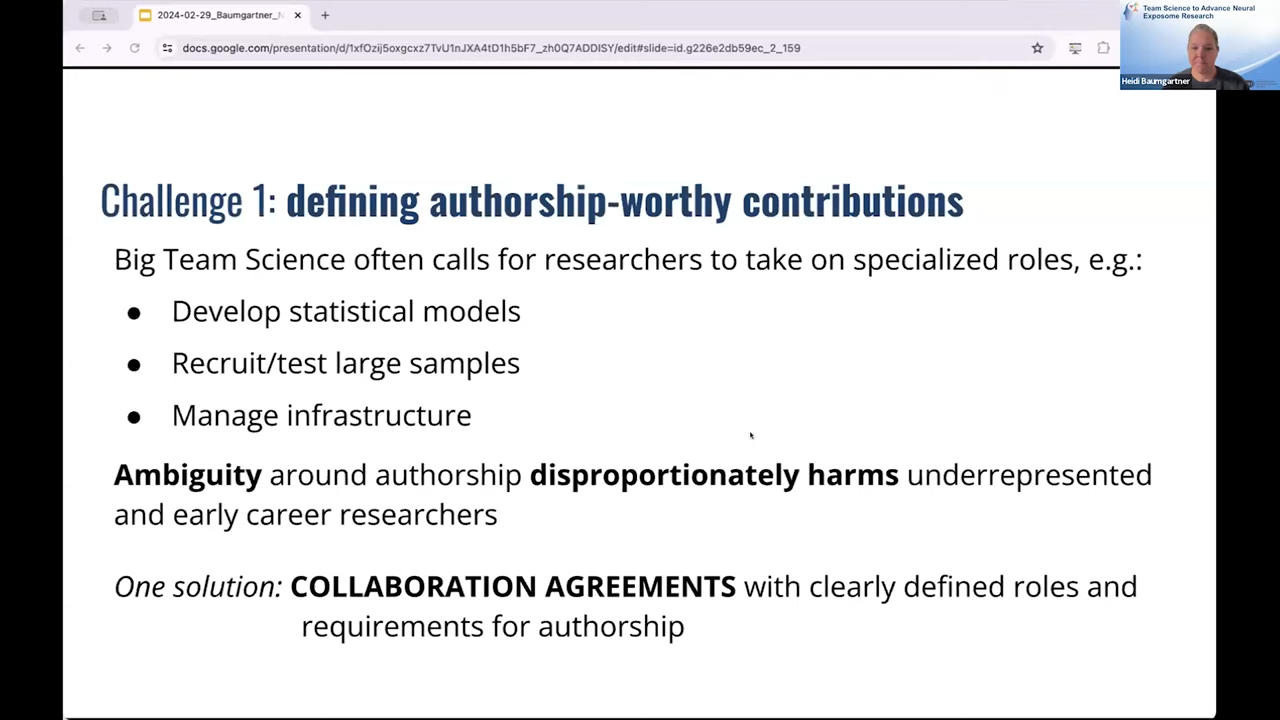 2024-02-29_Baumgartner_N
docs.google.com/presentation/d/1xfOzij5oxgcxz7TvU1nJXA4tD1h5bF7_zh0Q7ADDISY/edit#slide=id.g226e2db59ec_2_159
Team Science to Advance Neural
Exposome Research
Heidi Baumgartner
Challenge 1: defining authorship-worthy contributions
Big Team Science often calls for researchers to take on specialized roles, e.g.:
● Develop statistical models
● Recruit/test large samples
● Manage infrastructure
Ambiguity around authorship disproportionately harms underrepresented
and early career researchers
One solution: COLLABORATION AGREEMENTS with clearly defined roles and
requirements for authorship